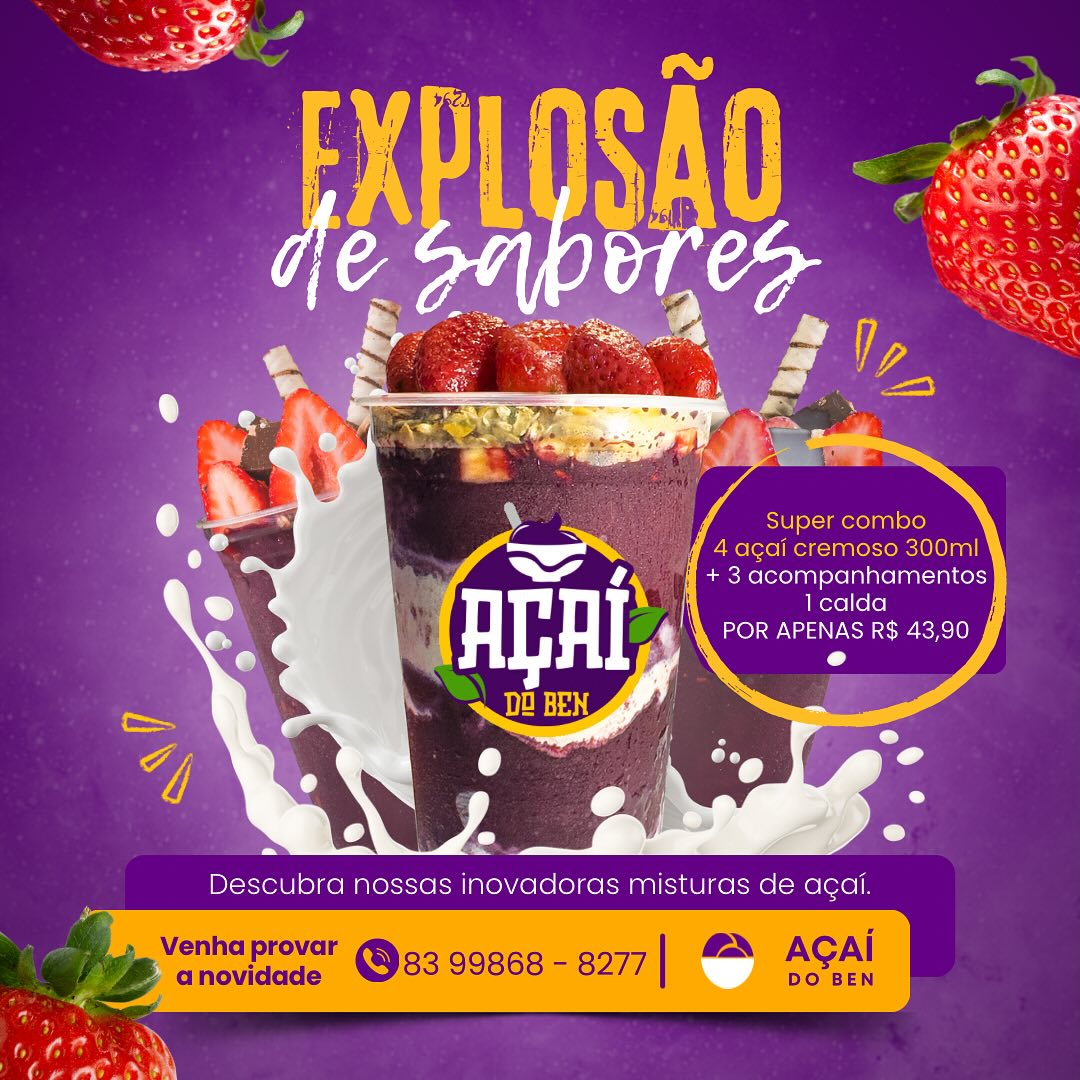 EXPLOSÃO
de sabores
Super combo
4 açaí cremoso 300ml
+ 3 acompanhamentos
1 calda
POR APENAS R$ 43,90
AÇAÍ
DO BEN
Descubra nossas inovadoras misturas de açaí.
Venha provar
a novidade
83 99868 - 8277
AÇAÍ
DO BEN